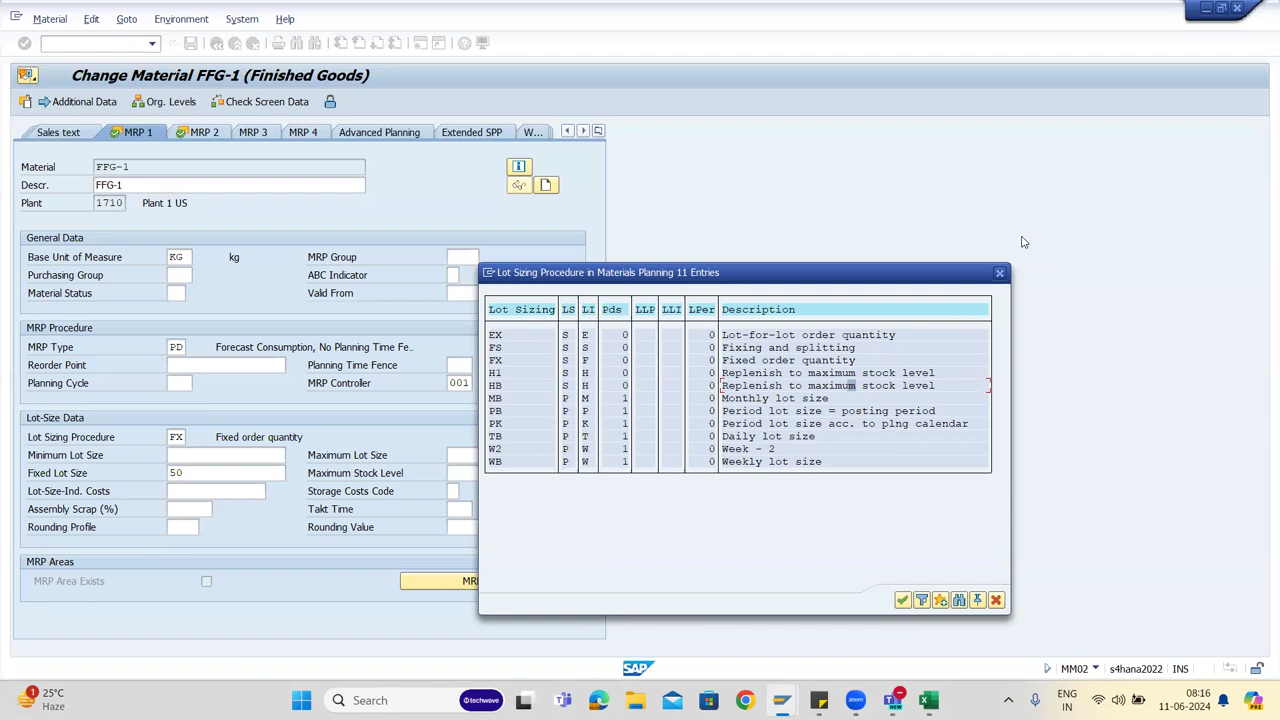 Material Edit Goto Environment System Help
Change Material FFG-1 (Finished Goods)
Additional Data Org. Levels Check Screen Data
Sales text MRP 1 MRP 2 MRP 3 MRP 4 Advanced Planning Extended SPP W...
Material FFG-1
Descr. FFG-1
Plant 1710 Plant 1 US
General Data
Base Unit of Measure KG kg MRP Group
Purchasing Group ABC Indicator
Material Status Valid From
MRP Procedure
MRP Type PD Forecast Consumption, No Planning Time Fe..
Reorder Point Planning Time Fence
Planning Cycle MRP Controller 001
Lot-Size Data
Lot Sizing Procedure FX Fixed order quantity
Minimum Lot Size Maximum Lot Size
Fixed Lot Size 50 Maximum Stock Level
Lot-Size-Ind. Costs Storage Costs Code
Assembly Scrap (%) Takt Time
Rounding Profile Rounding Value
MRP Areas
MRP Area Exists MR
Lot Sizing Procedure in Materials Planning 11 Entries
Lot Sizing LS LI Pds LLP LLI LPer Description
EX S E 0 0 Lot-for-lot order quantity
FS S S 0 0 Fixing and splitting
FX S F 0 0 Fixed order quantity
H1 S H 0 0 Replenish to maximum stock level
HB S H 0 0 Replenish to maximum stock level
MB P M 1 0 Monthly lot size
PB P P 1 0 Period lot size = posting period
PK P K 1 0 Period lot size acc. to plng calendar
TB P T 1 0 Daily lot size
W2 P W 1 0 Week - 2
WB P W 1 0 Weekly lot size
SAP
MM02 s4hana2022 INS
1 25°C
Haze
Search
techwave
NEW
ENG
IN
08:16
11-06-2024
PRE